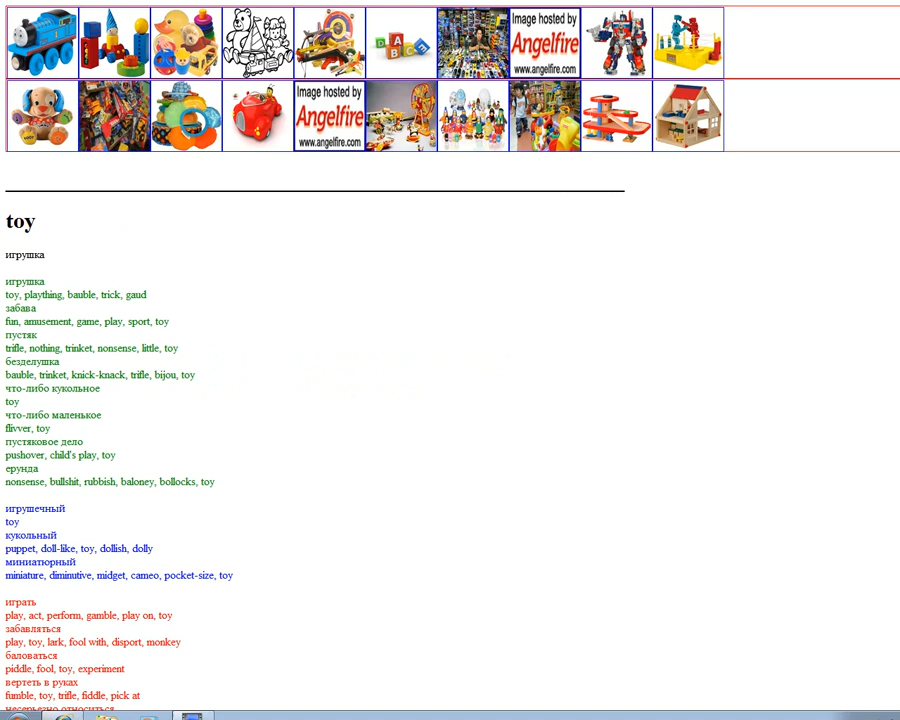 Image hosted by
Angelfire
www.angelfire.com
Image hosted by
Angelfire
www.angelfire.com
toy
игрушка
игрушка
toy, plaything, bauble, trick, gaud
забава
fun, amusement, game, play, sport, toy
пустяк
trifle, nothing, trinket, nonsense, little, toy
безделушка
bauble, trinket, knick-knack, trifle, bijou, toy
что-либо кукольное
toy
что-либо маленькое
flivver, toy
пустяковое дело
pushover, child's play, toy
ерунда
nonsense, bullshit, rubbish, baloney, bollocks, toy
игрушечный
toy
кукольный
puppet, doll-like, toy, dollish, dolly
миниатюрный
miniature, diminutive, midget, cameo, pocket-size, toy
играть
play, act, perform, gamble, play on, toy
забавляться
play, toy, lark, fool with, disport, monkey
баловаться
piddle, fool, toy, experiment
вертеть в руках
fumble, toy, trifle, fiddle, pick at
несерьезно относиться